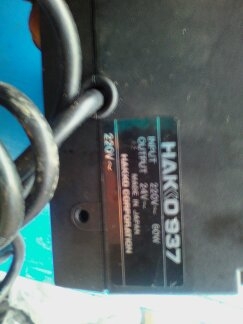 HAKKO 937
INPUT 220V~ 60W
OUTPUT 24V~
MADE IN JAPAN
HAKKO CORPORATION
220V~